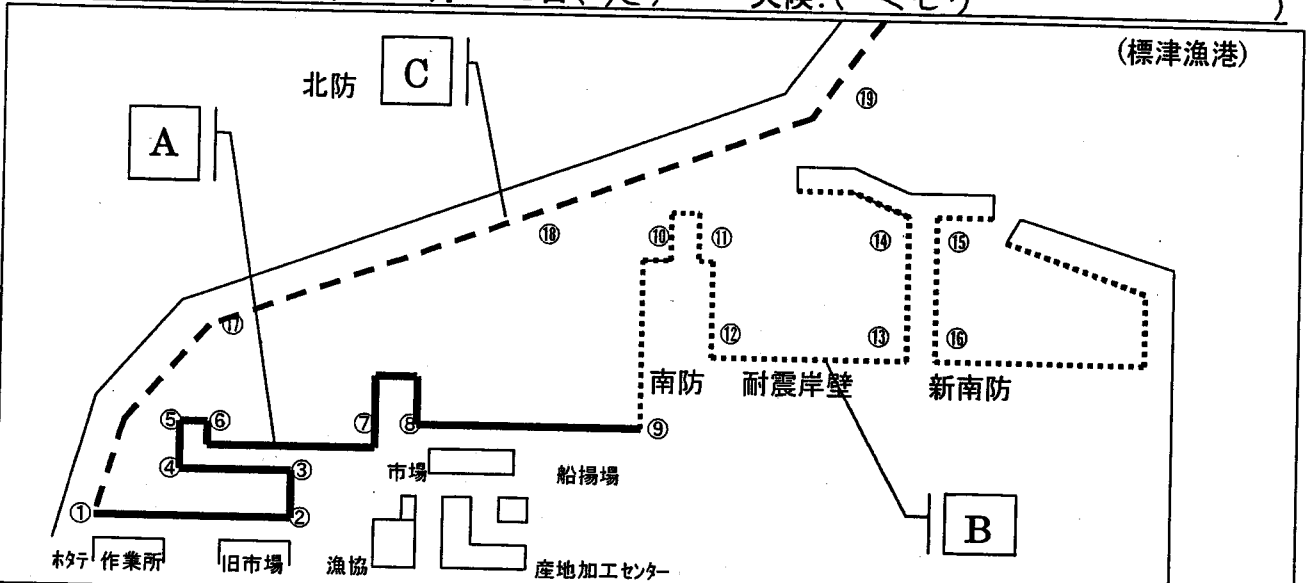 (標津漁港)
北防
C
A
⑲
⑱
⑩
⑪
⑭
⑮
⑰
⑫
⑬
⑯
南防
耐震岸壁
新南防
⑤
⑥
⑦
⑧
⑨
④
③
市場
船揚場
①
②
B
ホタテ
作業所
旧市場
漁協
産地加工センター